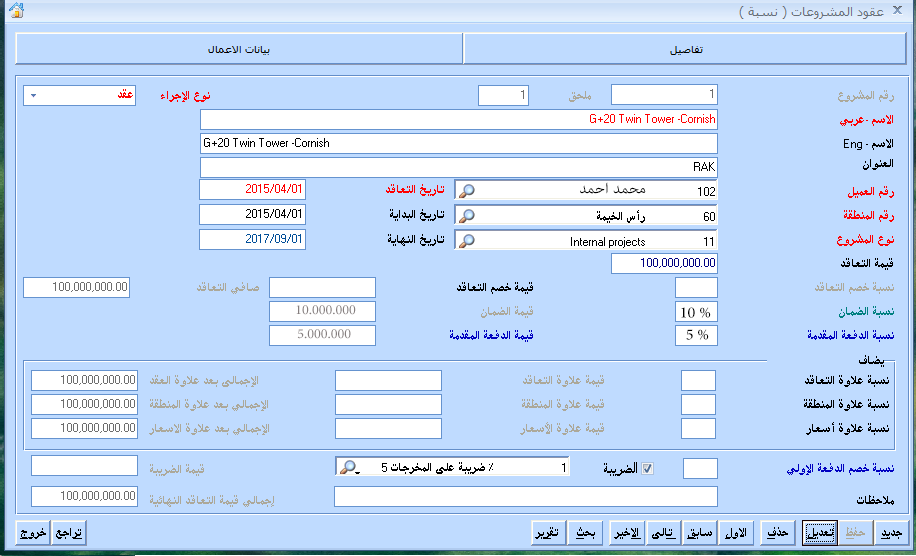 عقود المشروعات ( نسبة ) X
تفاصيل بيانات الاعمال
رقم المشروع 1 ملحق 1 نوع الإجراء عقد
الاسم -عربي G+20 Twin Tower -Cornish
الاسم - Eng G+20 Twin Tower -Cornish
العنوان RAK
رقم العميل 102 محمد احمد تاريخ التعاقد 2015/04/01
رقم المنطقة 60 رأس الخيمة تاريخ البداية 2015/04/01
نوع المشروع 11 Internal projects تاريخ النهاية 2017/09/01
قيمة التعاقد 100,000,000.00
نسبة خصم التعاقد قيمة خصم التعاقد صافي التعاقد 100,000,000.00
نسبة الضمان 10 % قيمة الضمان 10.000.000
نسبة الدفعة المقدمة 5 % قيمة الدفعة المقدمة 5.000.000
يضاف
نسبة علاوة التعاقد قيمة علاوة التعاقد الإجمالى بعد علاوة العقد 100,000,000.00
نسبة علاوة المنطقة قيمة علاوة المنطقة الإجمالى بعد علاوة المنطقة 100,000,000.00
نسبة علاوة أسعار قيمة علاوة الأسعار الإجمالى بعد علاوة الاسعار 100,000,000.00
نسبة خصم الدفعة الإولي الضريبة 1 ٪ ضريبة على المخرجات 5 قيمة الضريبة
ملاحظات إجمالي قيمة التعاقد النهائية 100,000,000.00
جديد حفظ تعديل حذف الاول سابق تالى الاخير بحث تقرير تراجع خروج